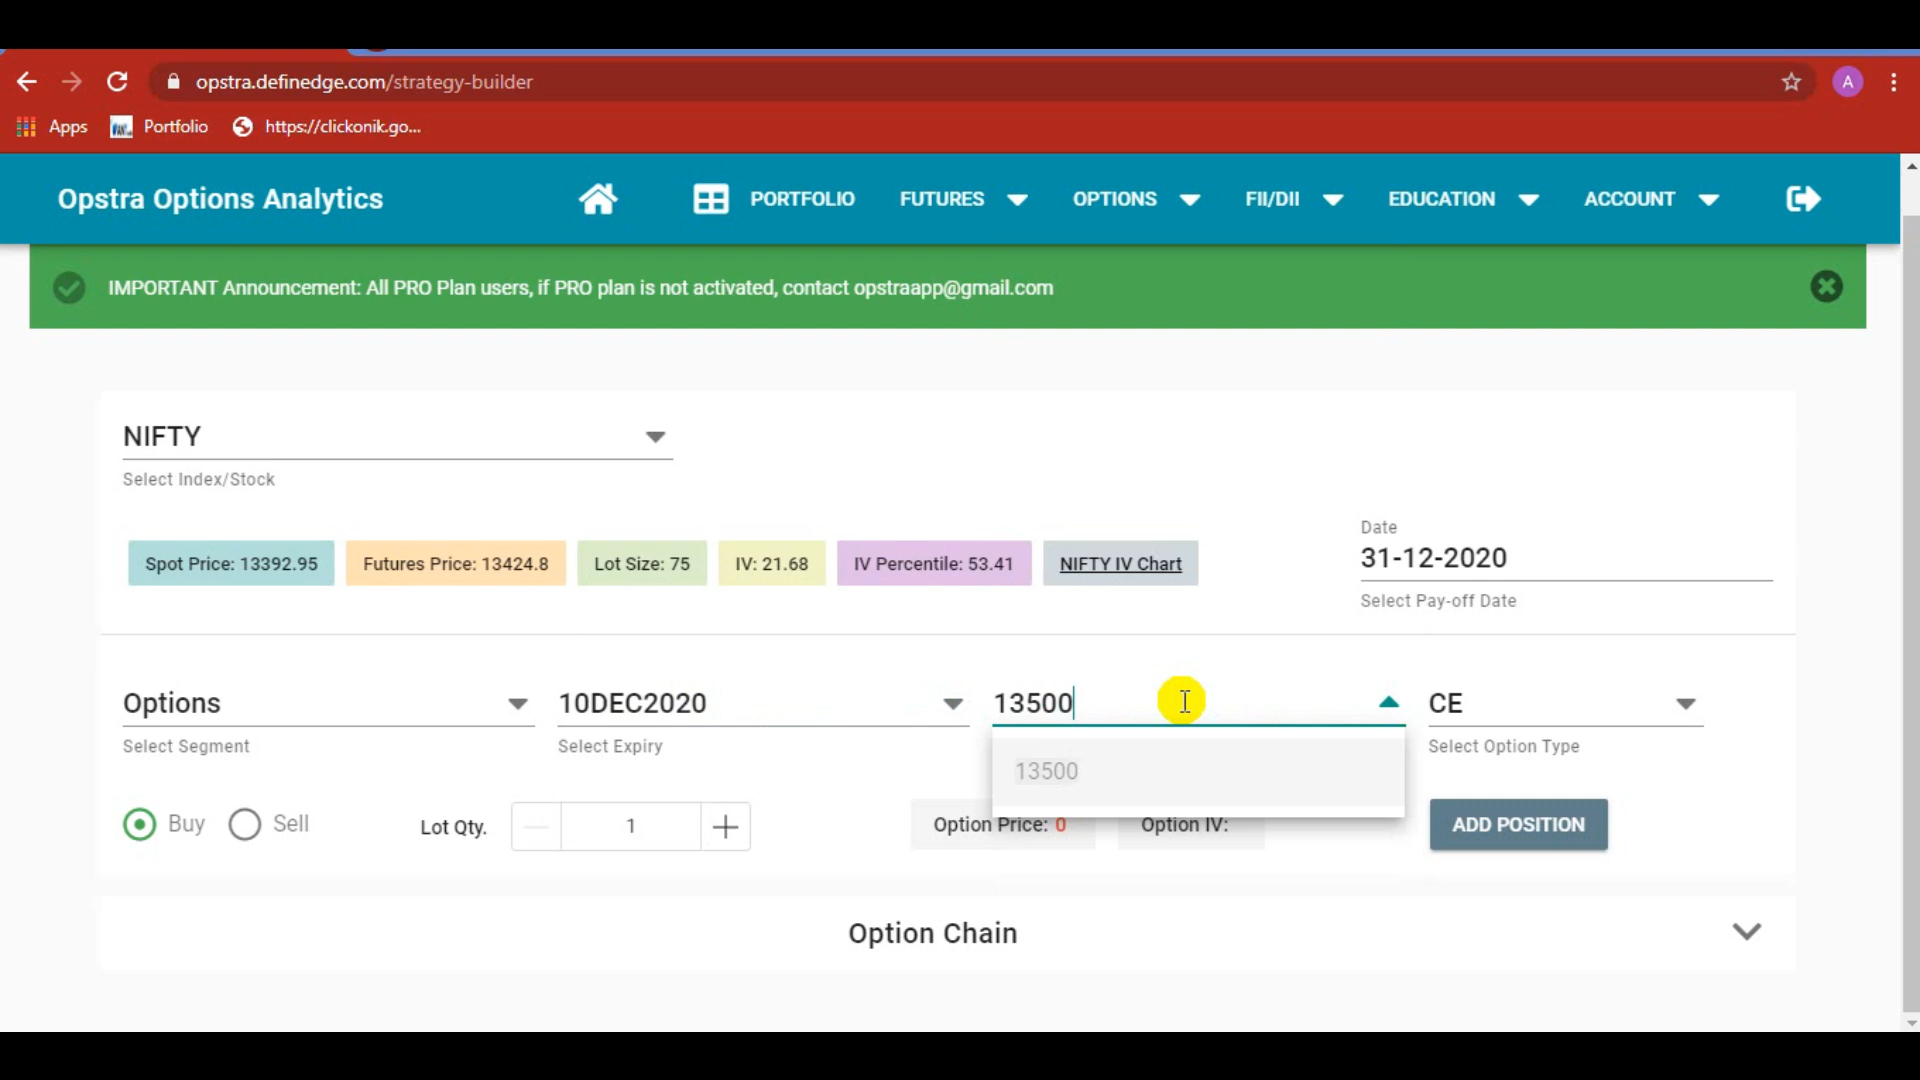 opstra.definedge.com/strategy-builder
A
Apps
Portfolio
https://clickonik.go...
Opstra Options Analytics
PORTFOLIO
FUTURES
OPTIONS
FII/DII
EDUCATION
ACCOUNT
IMPORTANT Announcement: All PRO Plan users, if PRO plan is not activated, contact opstraapp@gmail.com
NIFTY
Select Index/Stock
Spot Price: 13392.95
Futures Price: 13424.8
Lot Size: 75
IV: 21.68
IV Percentile: 53.41
NIFTY IV Chart
Date
31-12-2020
Select Pay-off Date
Options
Select Segment
10DEC2020
Select Expiry
13500
13500
CE
Select Option Type
Buy
Sell
Lot Qty.
1
Option Price: 0
Option IV:
ADD POSITION
Option Chain